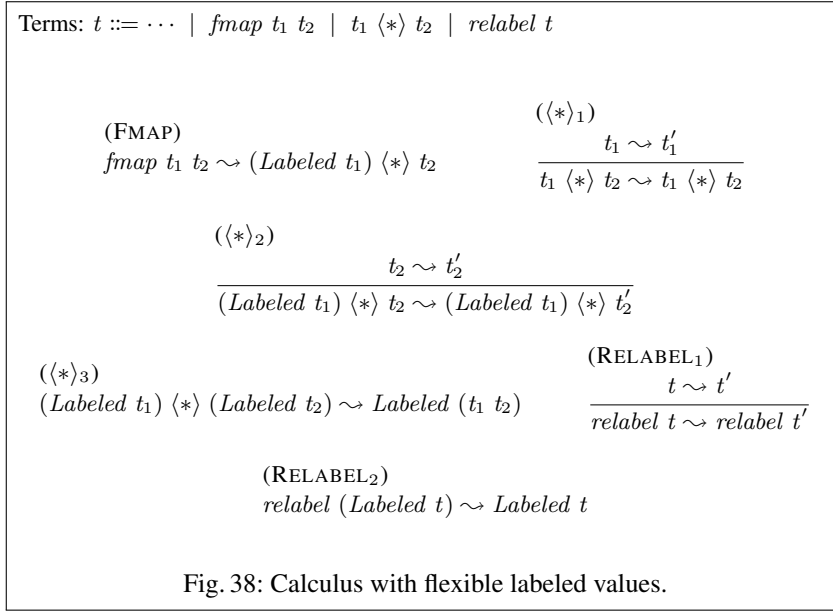 Terms: t ::= ··· | fmap t₁ t₂ | t₁ ⟨∗⟩ t₂ | relabel t
(FMAP)
fmap t₁ t₂ ⇝ (Labeled t₁) ⟨∗⟩ t₂
(⟨∗⟩₁)
t₁ ⇝ t₁′
t₁ ⟨∗⟩ t₂ ⇝ t₁ ⟨∗⟩ t₂
(⟨∗⟩₂)
t₂ ⇝ t₂′
(Labeled t₁) ⟨∗⟩ t₂ ⇝ (Labeled t₁) ⟨∗⟩ t₂′
(⟨∗⟩₃)
(Labeled t₁) ⟨∗⟩ (Labeled t₂) ⇝ Labeled (t₁ t₂)
(RELABEL₁)
t ⇝ t′
relabel t ⇝ relabel t′
(RELABEL₂)
relabel (Labeled t) ⇝ Labeled t
Fig. 38: Calculus with flexible labeled values.